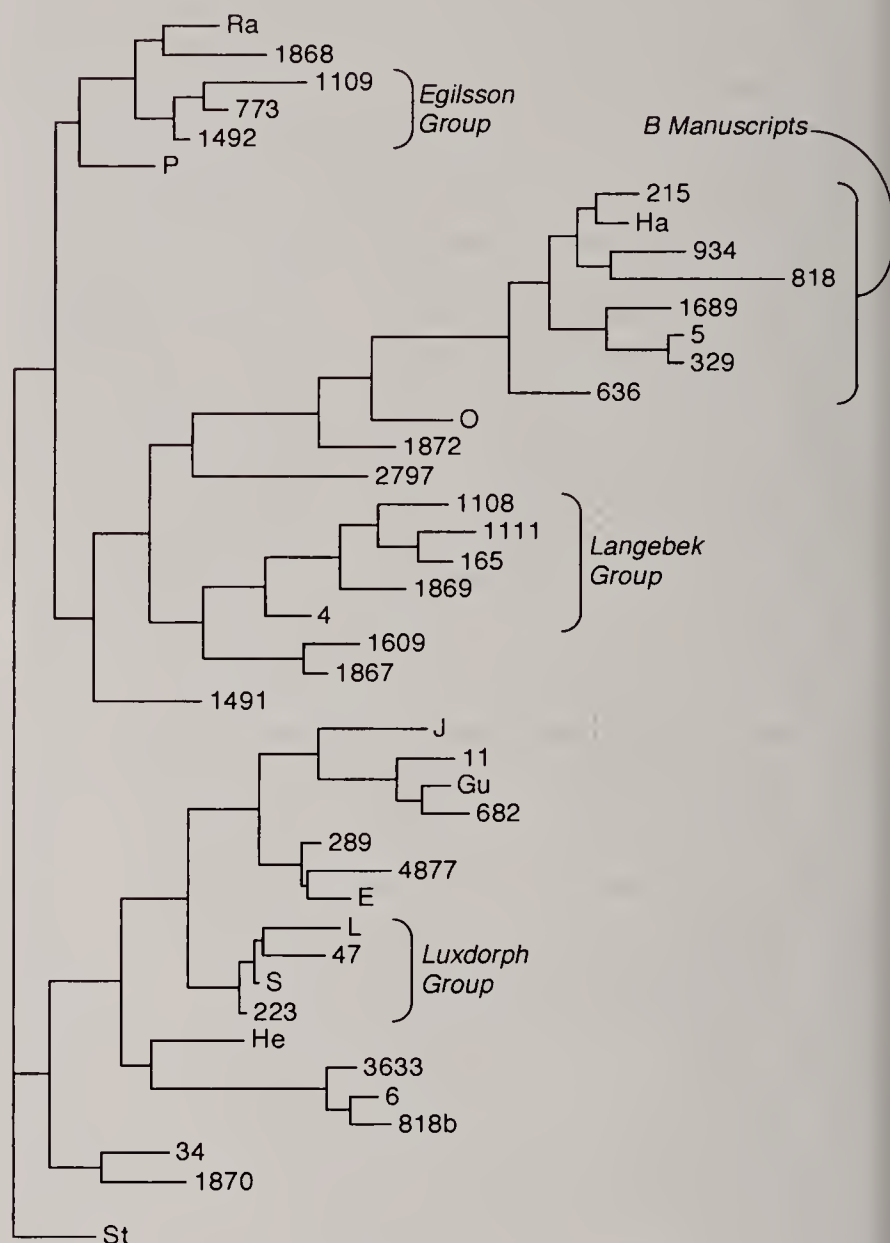 Ra
1868
1109
773
1492
Egilsson
Group
P
B Manuscripts
215
Ha
934
818
1689
5
329
636
O
1872
2797
1108
1111
165
1869
4
Langebek
Group
1609
1867
1491
J
11
Gu
682
289
4877
E
L
47
S
223
Luxdorph
Group
He
3633
6
818b
34
1870
St